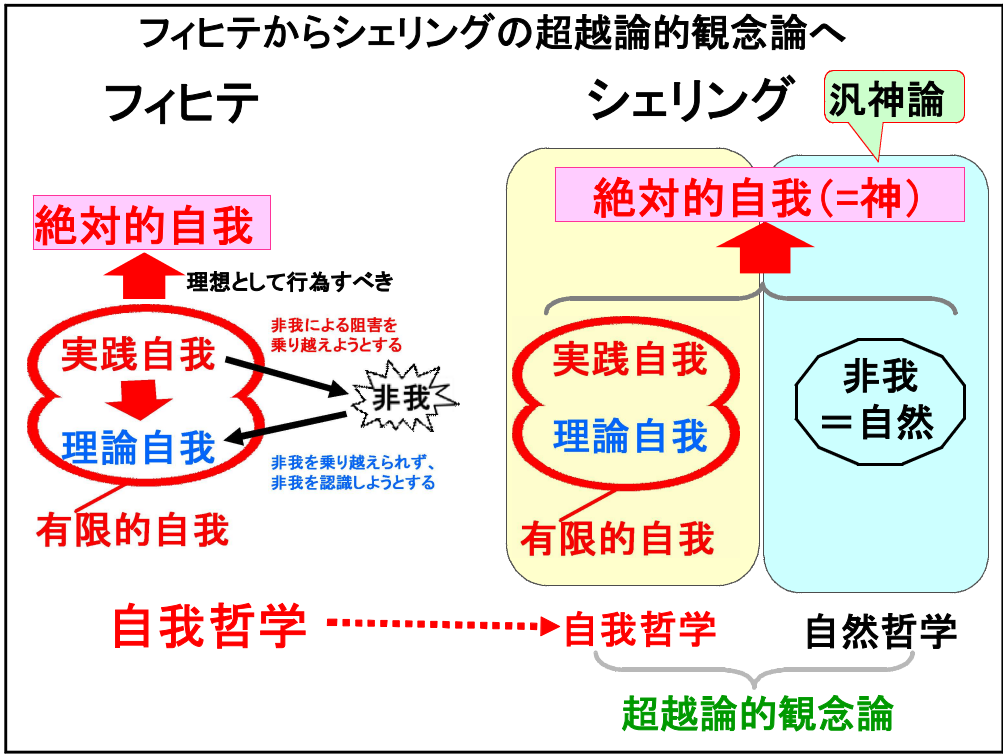 フィヒテからシェリングの超越論的観念論へ
フィヒテ
絶対的自我
理想として行為すべき
実践自我
非我による阻害を
乗り越えようとする
非我
理論自我
非我を乗り越えられず、
非我を認識しようとする
有限的自我
自我哲学
シェリング
汎神論
絶対的自我(=神)
実践自我
理論自我
有限的自我
非我
＝自然
自我哲学
自然哲学
超越論的観念論